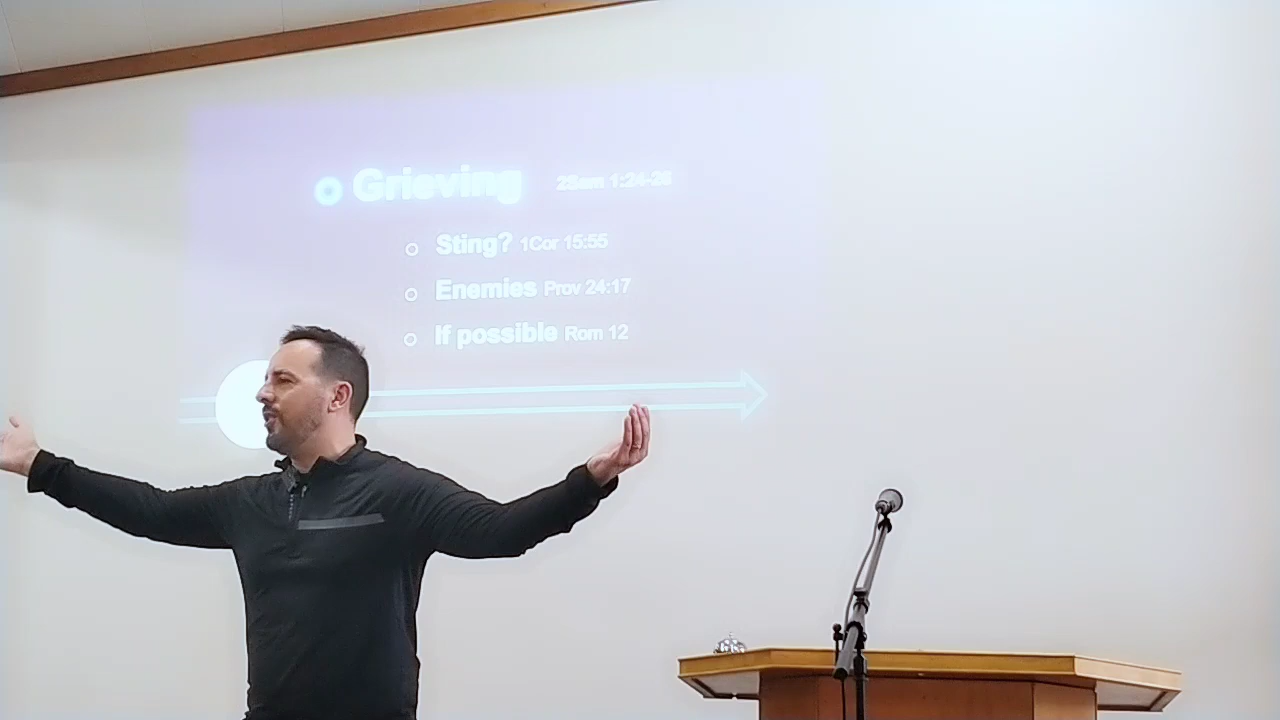 Grieving 2Sam 1:24-26
Sting? 1Cor 15:55
Enemies Prov 24:17
If possible Rom 12